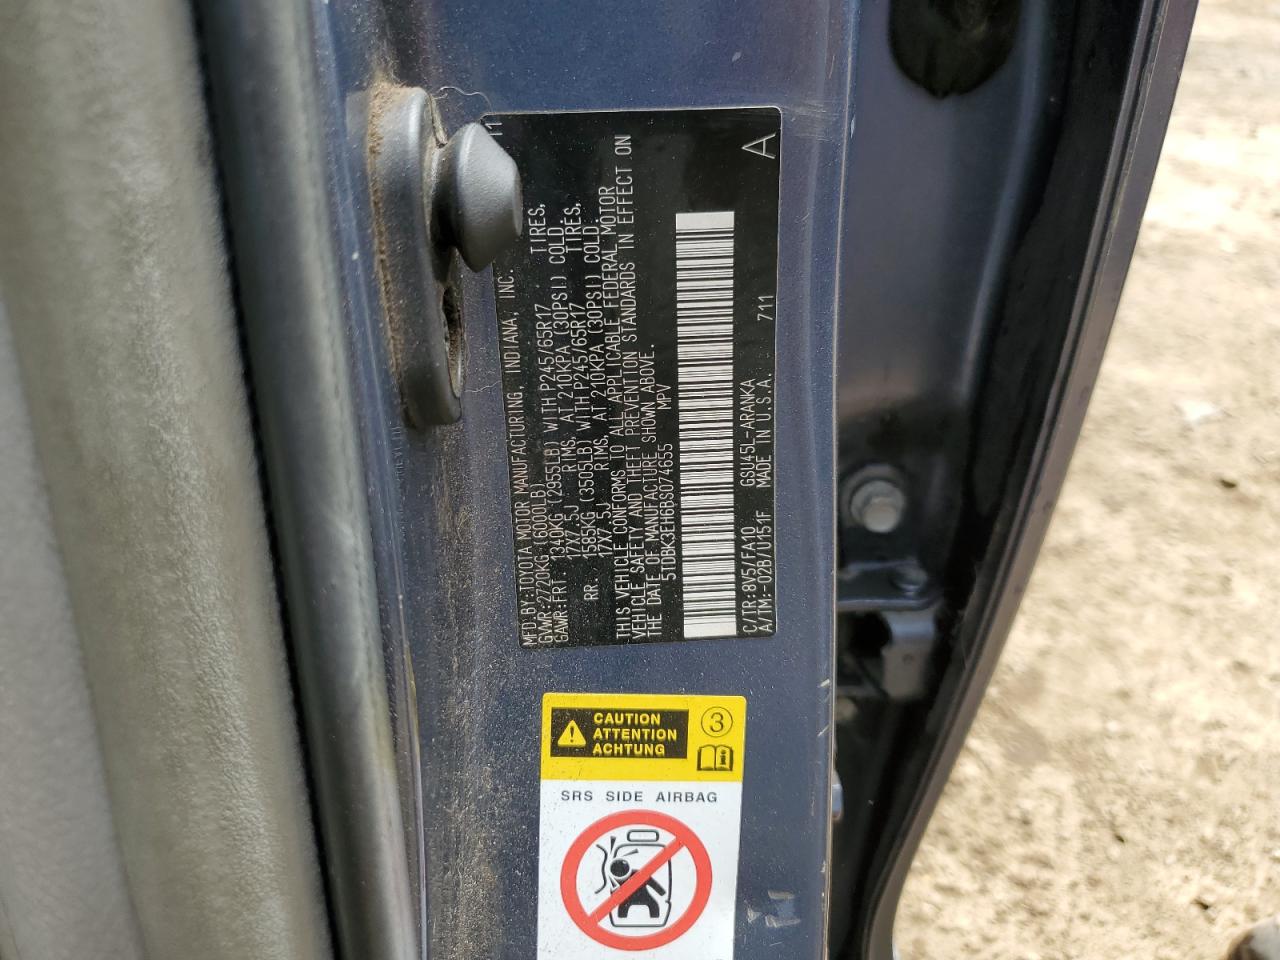 11
MFD.BY:TOYOTA MOTOR MANUFACTURING, INDIANA, INC.
GVWR:2720KG (6000LB)
GAWR:FRT. 1340KG (2955LB) WITH P245/65R17 TIRES,
17X7.5J RIMS. AT 210KPA (30PSI) COLD.
RR. 1585KG (3505LB) WITH P245/65R17 TIRES,
17X7.5J RIMS. AT 210KPA (30PSI) COLD.
THIS VEHICLE CONFORMS TO ALL APPLICABLE FEDERAL MOTOR
VEHICLE SAFETY AND THEFT PREVENTION STANDARDS IN EFFECT ON
THE DATE OF MANUFACTURE SHOWN ABOVE.
5TDBK3EH6BS074655 MPV
C/TR:8V5/FA10 GSU45L-ARANKA
A/TM:-02B/U151F MADE IN U.S.A. 711
A
CAUTION
ATTENTION
ACHTUNG
3
SRS SIDE AIRBAG